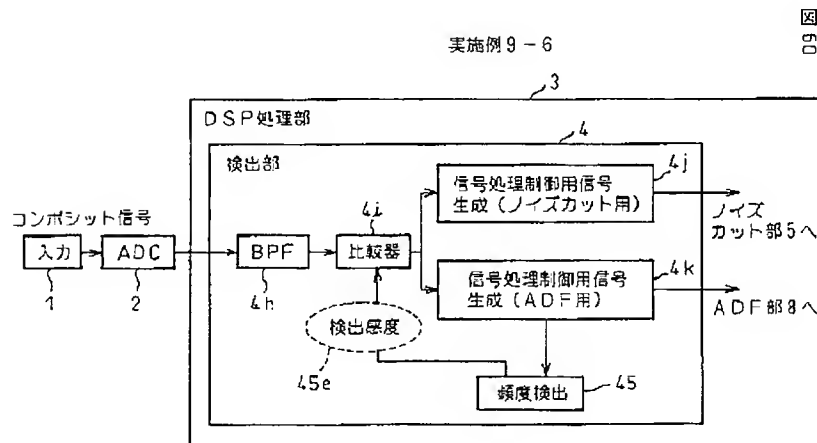 図60
実施例9-6
3
DSP処理部
4
検出部
4j
信号処理制御用信号
生成(ノイズカット用)
ノイズ
カット部5へ
コンポジット信号
入力
1
ADC
2
BPF
4h
4i
比較器
4k
信号処理制御用信号
生成(ADF用)
ADF部8へ
検出感度
45e
頻度検出
45